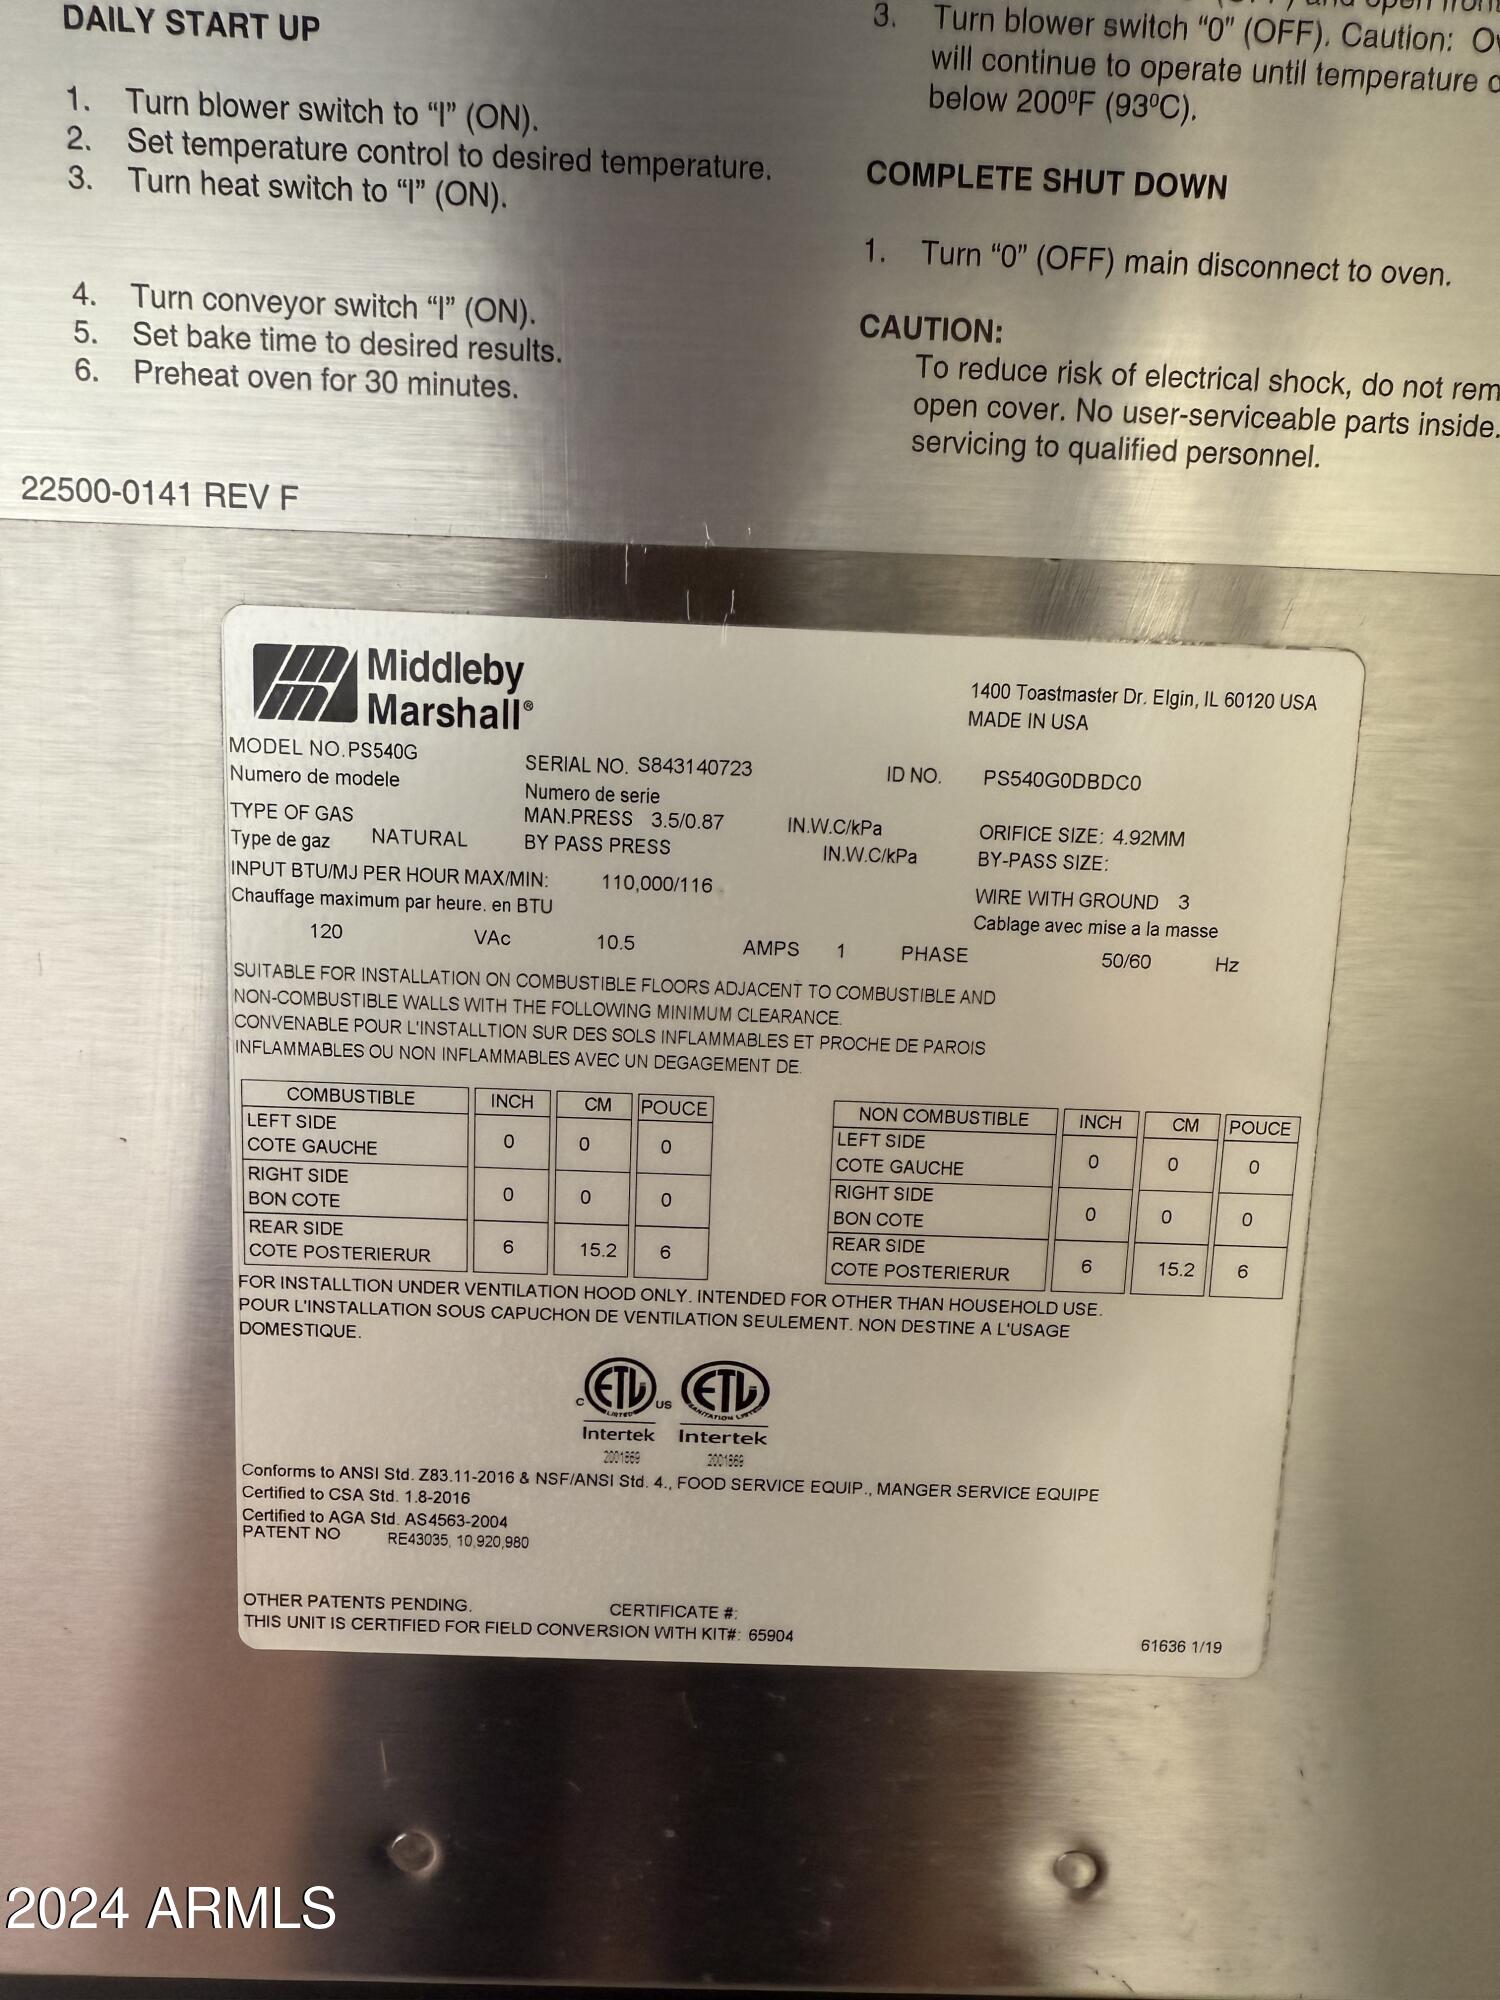 DAILY START UP
1. Turn blower switch to “I” (ON).
2. Set temperature control to desired temperature.
3. Turn heat switch to “I” (ON).
4. Turn conveyor switch “I” (ON).
5. Set bake time to desired results.
6. Preheat oven for 30 minutes.
22500-0141 REV F
(OFF) and open front
3. Turn blower switch “0” (OFF). Caution:
will continue to operate until temperature
below 200ºF (93ºC).
COMPLETE SHUT DOWN
1. Turn “0” (OFF) main disconnect to oven.
CAUTION:
To reduce risk of electrical shock, do not rem
open cover. No user-serviceable parts inside.
servicing to qualified personnel.
Middleby
Marshall®
1400 Toastmaster Dr. Elgin, IL 60120 USA
MADE IN USA
MODEL NO.PS540G
Numero de modele
SERIAL NO. S843140723
Numero de serie
ID NO. PS540G0DBDC0
TYPE OF GAS
Type de gaz NATURAL
MAN.PRESS 3.5/0.87 IN.W.C/kPa
BY PASS PRESS IN.W.C/kPa
ORIFICE SIZE: 4.92MM
BY-PASS SIZE:
INPUT BTU/MJ PER HOUR MAX/MIN: 110,000/116
Chauffage maximum par heure. en BTU
WIRE WITH GROUND 3
Cablage avec mise a la masse
120 VAc 10.5 AMPS 1 PHASE 50/60 Hz
SUITABLE FOR INSTALLATION ON COMBUSTIBLE FLOORS ADJACENT TO COMBUSTIBLE AND
NON-COMBUSTIBLE WALLS WITH THE FOLLOWING MINIMUM CLEARANCE.
CONVENABLE POUR L'INSTALLTION SUR DES SOLS INFLAMMABLES ET PROCHE DE PAROIS
INFLAMMABLES OU NON INFLAMMABLES AVEC UN DEGAGEMENT DE.
COMBUSTIBLE INCH CM POUCE
LEFT SIDE
COTE GAUCHE 0 0 0
RIGHT SIDE
BON COTE 0 0 0
REAR SIDE
COTE POSTERIERUR 6 15.2 6
NON COMBUSTIBLE INCH CM POUCE
LEFT SIDE
COTE GAUCHE 0 0 0
RIGHT SIDE
BON COTE 0 0 0
REAR SIDE
COTE POSTERIERUR 6 15.2 6
FOR INSTALLTION UNDER VENTILATION HOOD ONLY. INTENDED FOR OTHER THAN HOUSEHOLD USE.
POUR L'INSTALLATION SOUS CAPUCHON DE VENTILATION SEULEMENT. NON DESTINE A L'USAGE
DOMESTIQUE.
C ETL US ETL
LISTED SANITATION LISTED
Intertek Intertek
2001869 2001869
Conforms to ANSI Std. Z83.11-2016 & NSF/ANSI Std. 4., FOOD SERVICE EQUIP., MANGER SERVICE EQUIPE
Certified to CSA Std. 1.8-2016
Certified to AGA Std. AS4563-2004
PATENT NO RE43035, 10,920,980
OTHER PATENTS PENDING. CERTIFICATE #:
THIS UNIT IS CERTIFIED FOR FIELD CONVERSION WITH KIT#: 65904
61636 1/19
2024 ARMLS